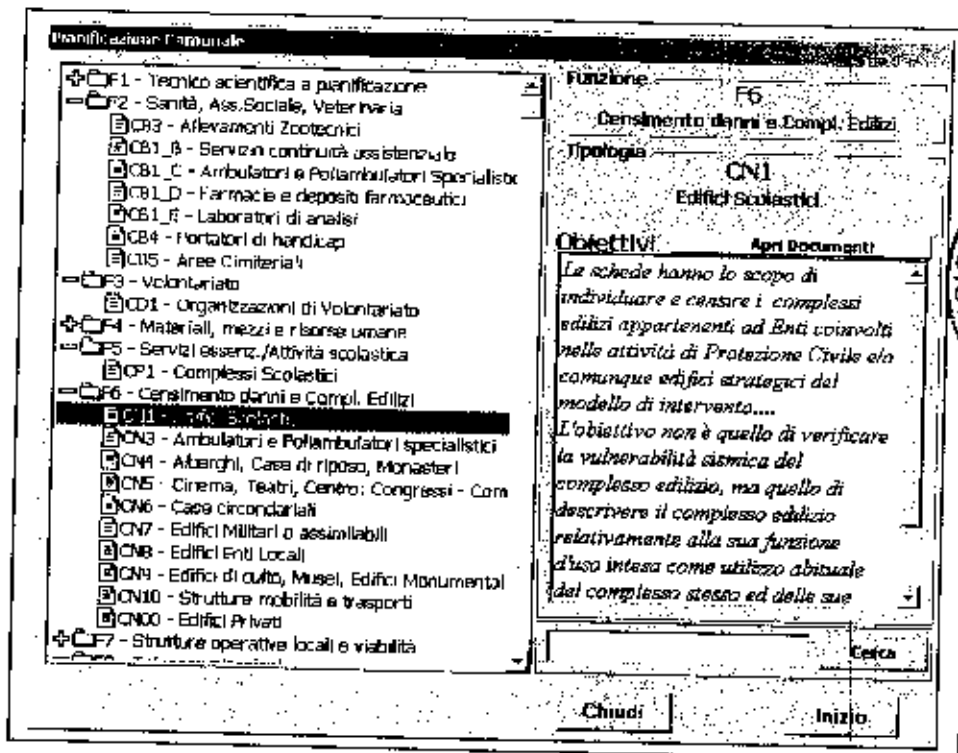 Pianificazione Comunale
F1 - Tecnico scientifica a pianificazione
F2 - Sanità, Ass.Sociale, Veterinaria
CB3 - Allevamenti Zootecnici
CB1_B - Servizio continuità assistenziale
CB1_C - Ambulatori e Poliambulatori Specialistic
CB1_D - Farmacie e deposito farmaceutici
CB1_E - Laboratori di analisi
CB4 - Portatori di handicap
CB5 - Aree Cimiteriali
F3 - Volontariato
CD1 - Organizzazioni di Volontariato
F4 - Materiali, mezzi e risorse umane
F5 - Servizi essenz./Attività scolastica
CP1 - Complessi Scolastici
F6 - Censimento danni e Compl. Edilizi
CN1 -
CN3 - Ambulatori e Poliambulatori specialistici
CN4 - Alberghi, Case di riposo, Monasteri
CN5 - Cinema, Teatri, Centro: Congressi - Com
CN6 - Case circondariali
CN7 - Edifici Militari o assimilabili
CN8 - Edifici Enti Locali
CN9 - Edifici di culto, Musei, Edifici Monumental
CN10 - Strutture mobilità e trasporti
CN00 - Edifici Privati
F7 - Strutture operative locali e viabilità
Funzione
F6
Censimento danni e Compl. Edilizi
Tipologia
CN1
Edifici Scolastici
Obiettivi
Apri Documenti
Le schede hanno lo scopo di
individuare e censire i complessi
edilizi appartenenti ad Enti coinvolti
nelle attività di Protezione Civile e/o
comunque edifici strategici del
modello di intervento....
L'obiettivo non è quello di verificare
la vulnerabilità sismica del
complesso edilizio, ma quello di
descrivere il complesso edilizio
relativamente alla sua funzione
d'uso intesa come utilizzo abituale
del complesso stesso ed delle sue
Cerca
Chiudi
Inizio